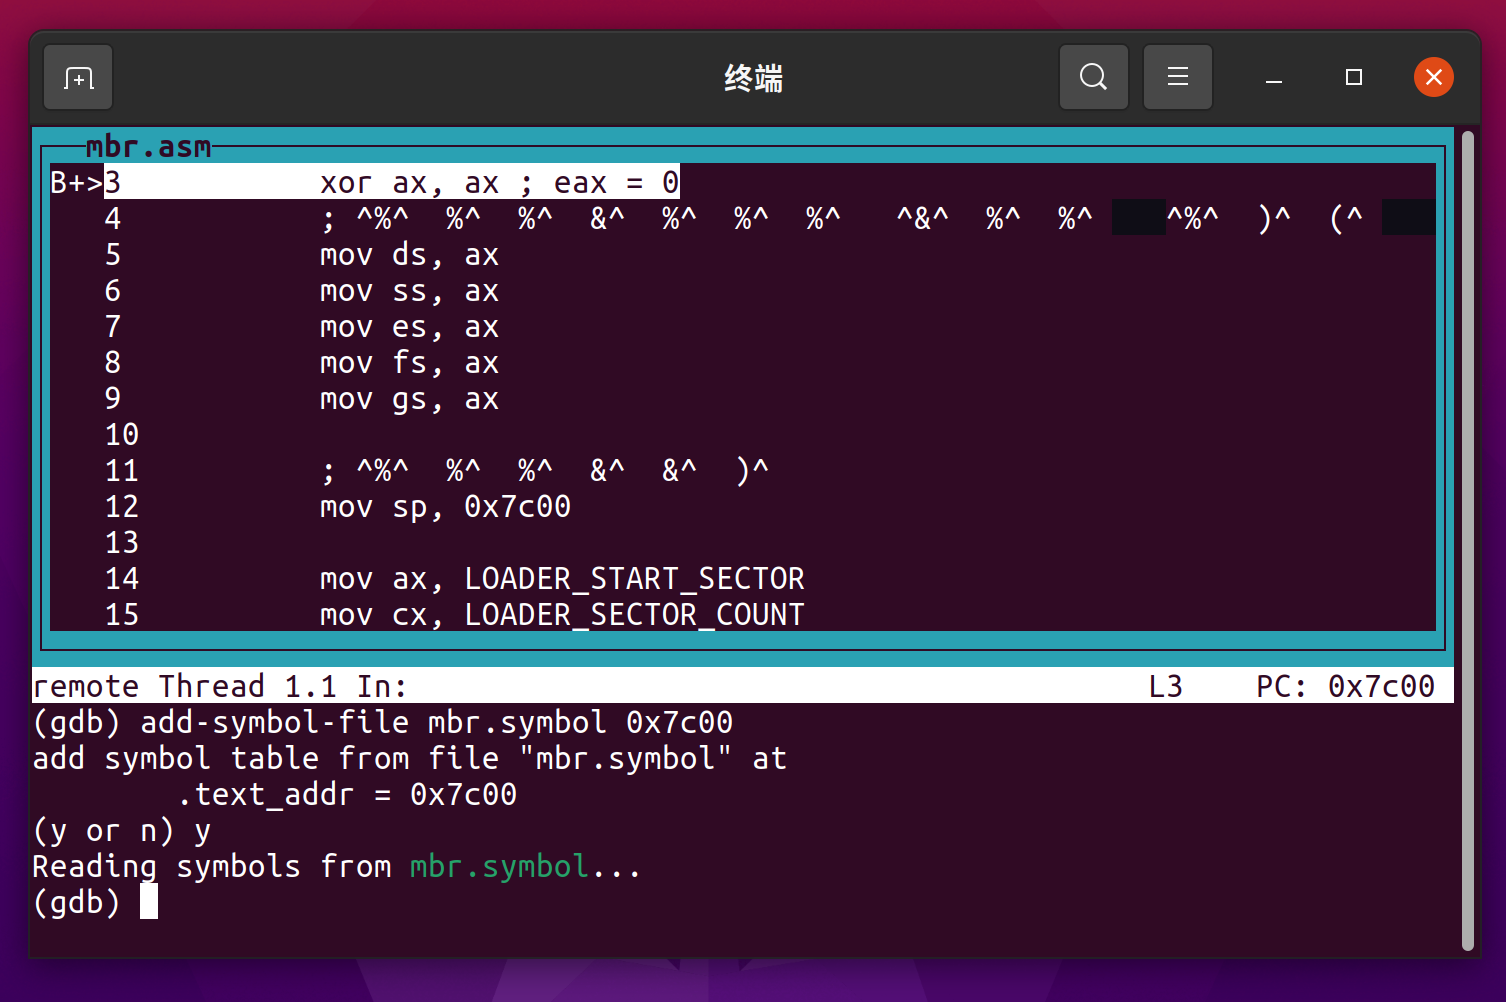 终端
mbr.asm
B+>3 xor ax, ax ; eax = 0
4 ; ^%^ %^ %^ &^ %^ %^ %^ ^&^ %^ %^ ^%^ )^ (^
5 mov ds, ax
6 mov ss, ax
7 mov es, ax
8 mov fs, ax
9 mov gs, ax
10
11 ; ^%^ %^ %^ &^ &^ )^
12 mov sp, 0x7c00
13
14 mov ax, LOADER_START_SECTOR
15 mov cx, LOADER_SECTOR_COUNT
remote Thread 1.1 In: L3 PC: 0x7c00
(gdb) add-symbol-file mbr.symbol 0x7c00
add symbol table from file "mbr.symbol" at
.text_addr = 0x7c00
(y or n) y
Reading symbols from mbr.symbol...
(gdb)